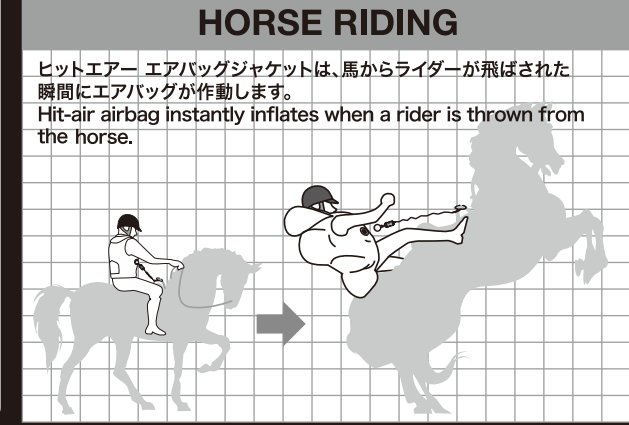 HORSE RIDING
ヒットエアー エアバッグジャケットは、馬からライダーが飛ばされた
瞬間にエアバッグが作動します。
Hit-air airbag instantly inflates when a rider is thrown from
the horse.